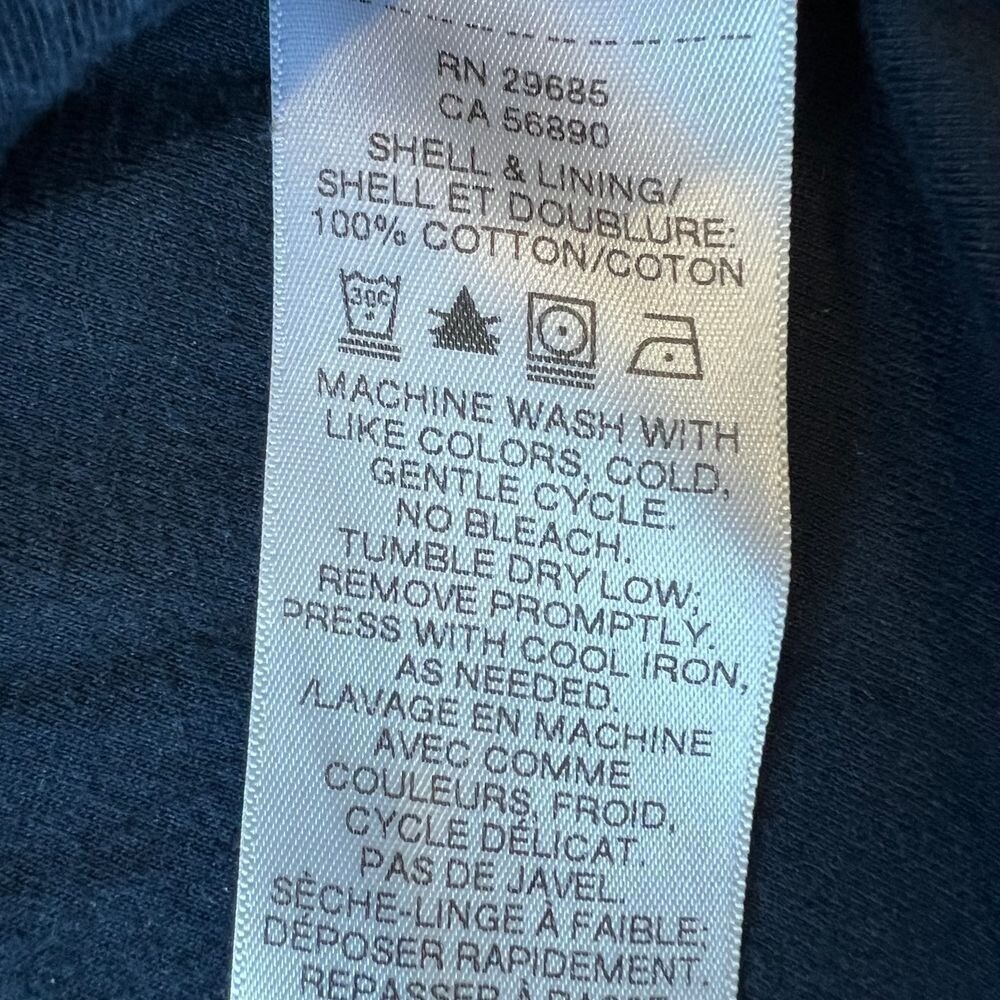 RN 29685
CA 56890
SHELL & LINING/
SHELL ET DOUBLURE:
100% COTTON/COTON
30C
MACHINE WASH WITH
LIKE COLORS, COLD,
GENTLE CYCLE.
NO BLEACH.
TUMBLE DRY LOW;
REMOVE PROMPTLY.
PRESS WITH COOL IRON,
AS NEEDED.
/LAVAGE EN MACHINE
AVEC COMME
COULEURS, FROID,
CYCLE DÉLICAT.
PAS DE JAVEL.
SÈCHE-LINGE À FAIBLE;
DÉPOSER RAPIDEMENT.
REPASSER À